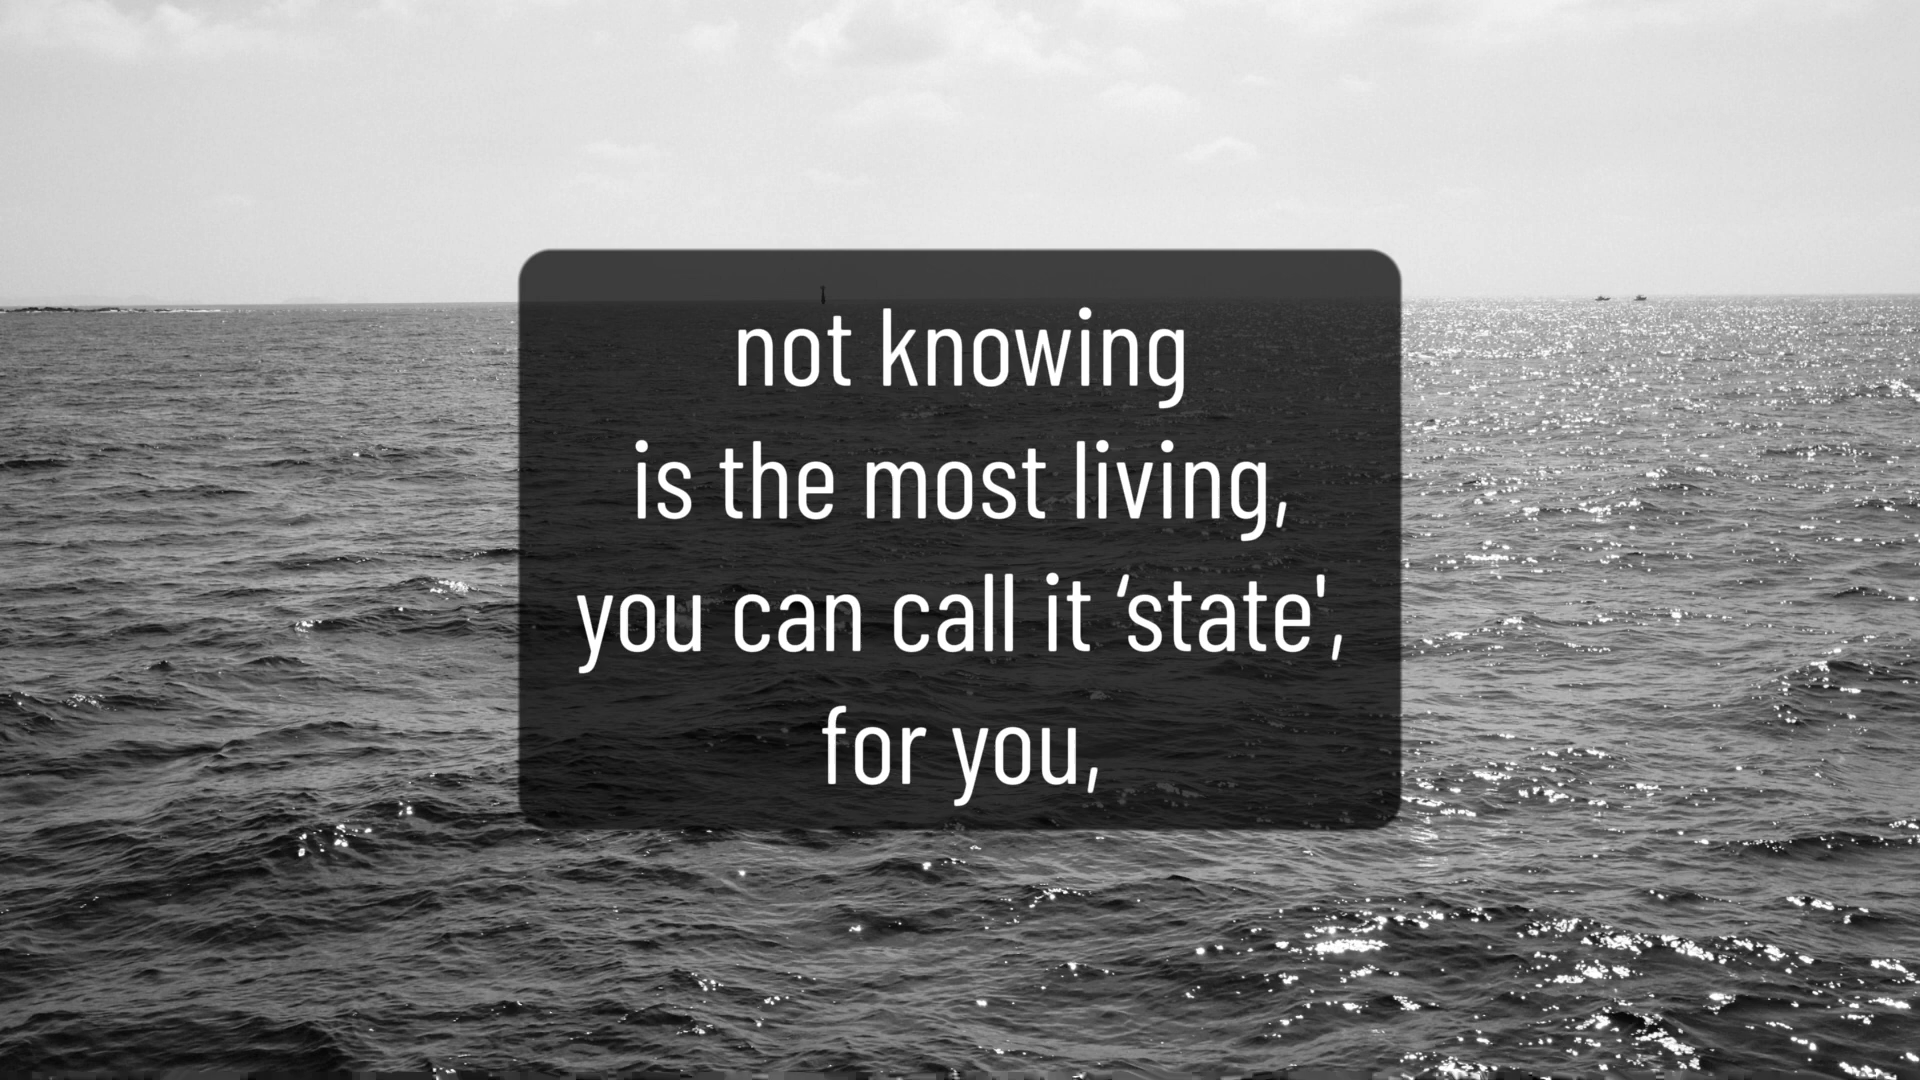 not knowing
is the most living,
you can call it ‘state',
for you,